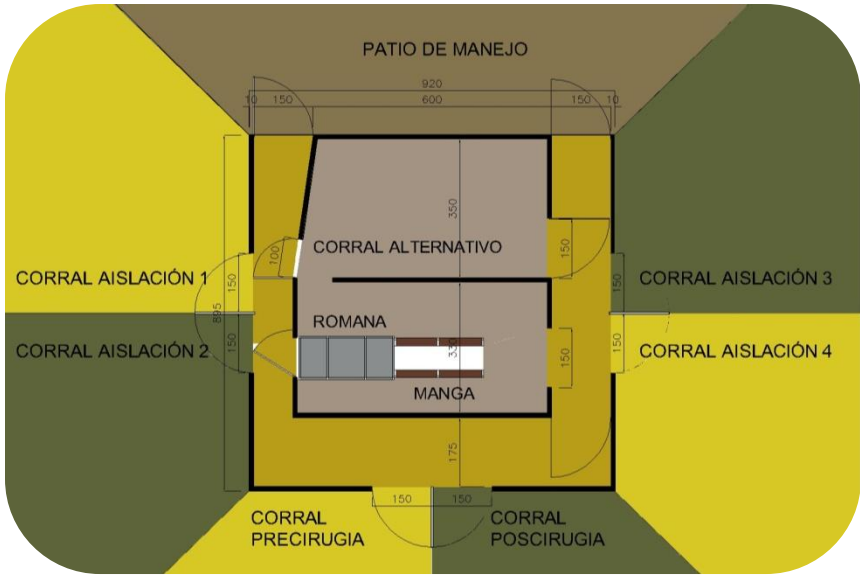 PATIO DE MANEJO
920
10 150 600 150 10
350
CORRAL ALTERNATIVO
100
150
CORRAL AISLACIÓN 1
150
895
CORRAL AISLACIÓN 3
150
ROMANA
CORRAL AISLACIÓN 2
150
330
150
CORRAL AISLACIÓN 4
150
MANGA
175
150 150
CORRAL
PRECIRUGIA
CORRAL
POSCIRUGIA